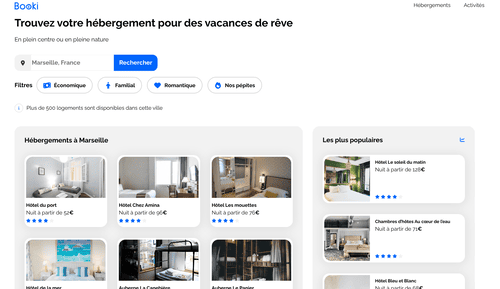 Booki
Hébergements
Activités
Trouvez votre hébergement pour des vacances de rêve
En plein centre ou en pleine nature
Marseille, France
Rechercher
Filtres
Économique
Familial
Romantique
Nos pépites
Plus de 500 logements sont disponibles dans cette ville
Hébergements à Marseille
Hôtel du port
Nuit à partir de 52€
Hôtel Chez Amina
Nuit à partir de 96€
Hôtel Les mouettes
Nuit à partir de 76€
Hôtel de la mer
Auberge La Canebière
Auberge Le Panier
Les plus populaires
Hôtel Le soleil du matin
Nuit à partir de 128€
Chambres d'hôtes Au cœur de l'eau
Nuit à partir de 71€
Hôtel Bleu et Blanc
Nuit à partir de 68€